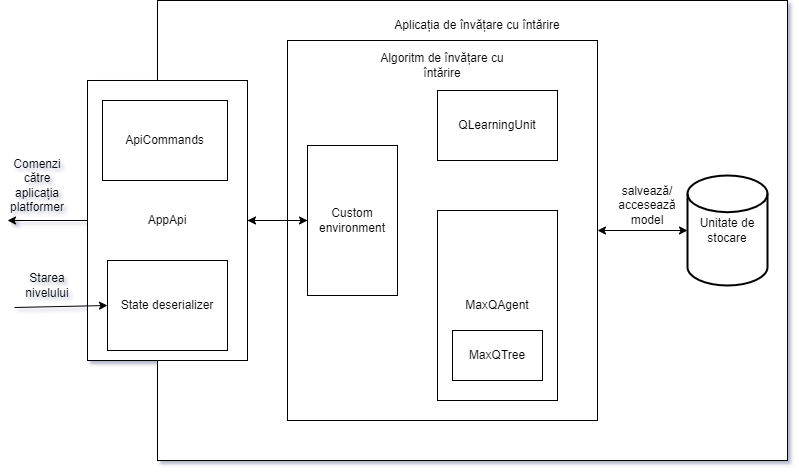 Aplicația de învățare cu întărire
Algoritm de învățare cu
întărire
ApiCommands
QLearningUnit
Comenzi
către
aplicația
platformer
AppApi
Custom
environment
salvează/
accesează
model
Unitate de
stocare
Starea
nivelului
State deserializer
MaxQAgent
MaxQTree